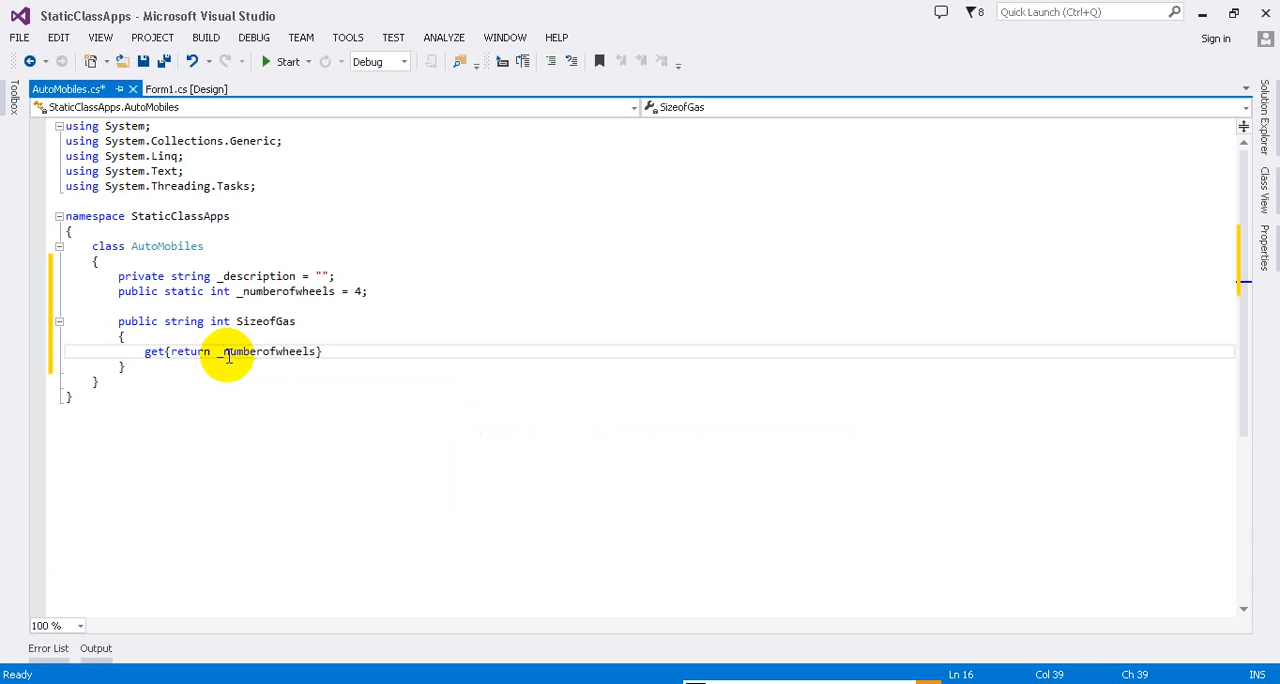 StaticClassApps - Microsoft Visual Studio
8
Quick Launch (Ctrl+Q)
FILE EDIT VIEW PROJECT BUILD DEBUG TEAM TOOLS TEST ANALYZE WINDOW HELP
Sign in
Start Debug
Toolbox
AutoMobiles.cs* Form1.cs [Design]
StaticClassApps.AutoMobiles SizeofGas
using System;
using System.Collections.Generic;
using System.Linq;
using System.Text;
using System.Threading.Tasks;
namespace StaticClassApps
{
class AutoMobiles
{
private string _description = "";
public static int _numberofwheels = 4;
public string int SizeofGas
{
get{return _numberofwheels}
}
}
}
Solution Explorer
Class View
Properties
100 %
Error List Output
Ready Ln 16 Col 39 Ch 39 INS